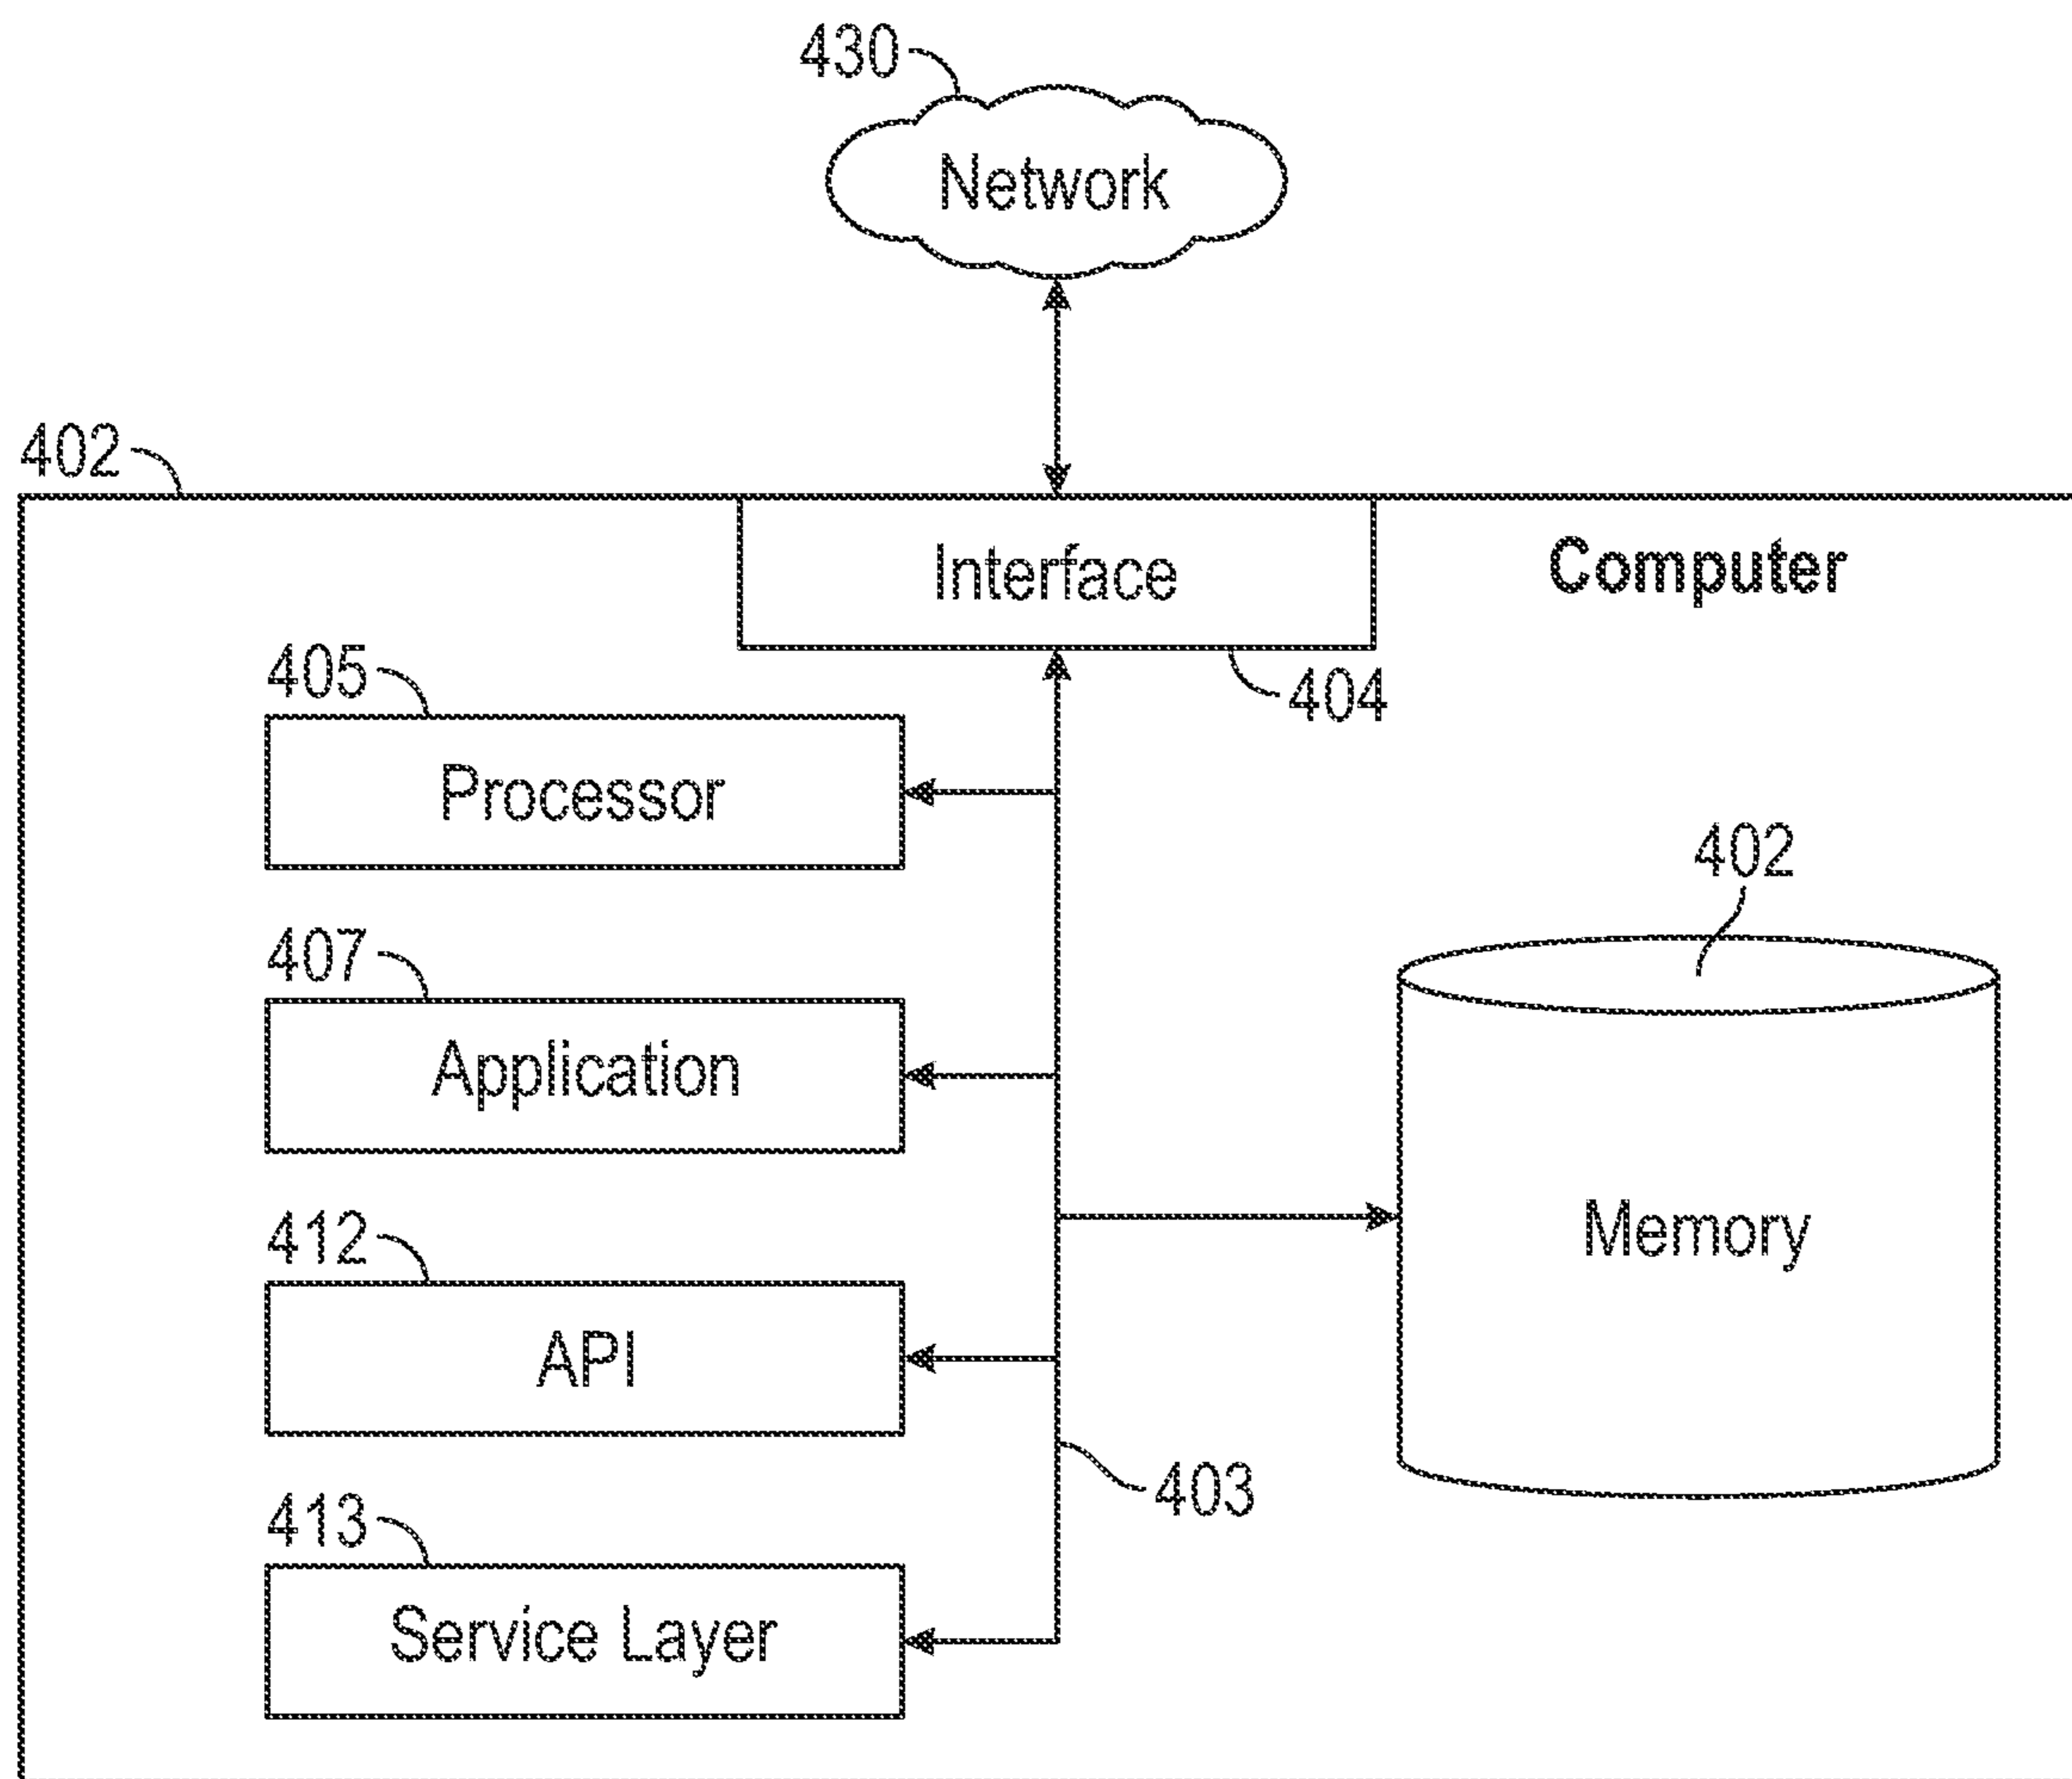 430
Network
402
Interface
Computer
404
405
Processor
402
407
Application
Memory
412
API
403
413
Service Layer